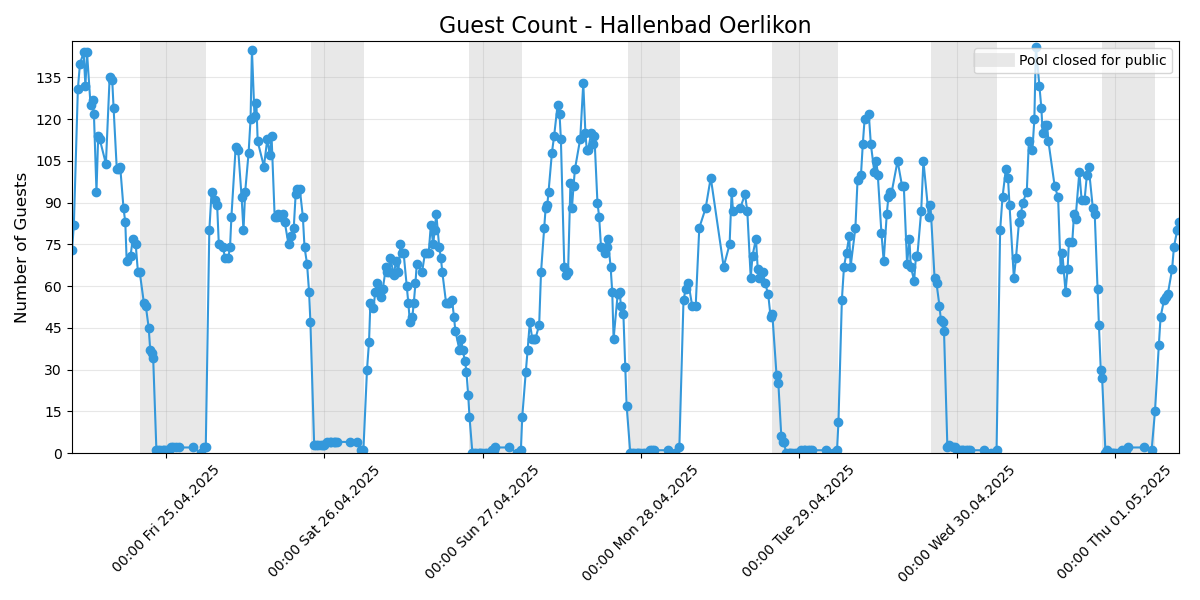 Guest Count - Hallenbad Oerlikon
Pool closed for public
Number of Guests
135
120
105
90
75
60
45
30
15
0
00:00 Fri 25.04.2025
00:00 Sat 26.04.2025
00:00 Sun 27.04.2025
00:00 Mon 28.04.2025
00:00 Tue 29.04.2025
00:00 Wed 30.04.2025
00:00 Thu 01.05.2025